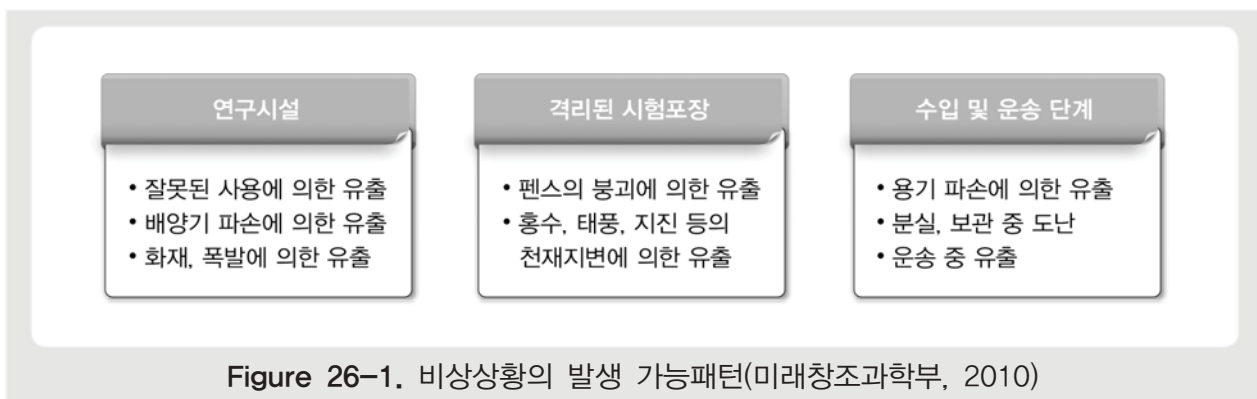 연구시설
• 잘못된 사용에 의한 유출
• 배양기 파손에 의한 유출
• 화재, 폭발에 의한 유출
격리된 시험포장
• 펜스의 붕괴에 의한 유출
• 홍수, 태풍, 지진 등의
천재지변에 의한 유출
수입 및 운송 단계
• 용기 파손에 의한 유출
• 분실, 보관 중 도난
• 운송 중 유출
Figure 26-1. 비상상황의 발생 가능패턴(미래창조과학부, 2010)